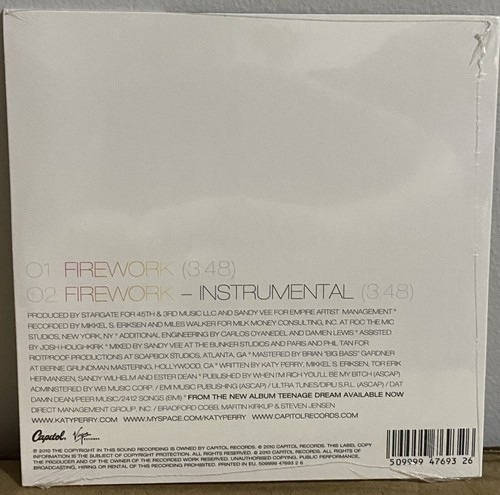 01 FIREWORK (3:48)
02 FIREWORK – INSTRUMENTAL (3:48)
PRODUCED BY STARGATE FOR 45TH & 3RD MUSIC LLC AND SANDY VEE FOR EMPIRE ARTIST MANAGEMENT *
RECORDED BY MIKKEL S. ERIKSEN AND MILES WALKER FOR MILK MONEY CONSULTING, INC. AT ROC THE MIC
STUDIOS, NEW YORK, NY * ADDITIONAL ENGINEERING BY CARLOS OYANEDEL AND DAMIEN LEWIS * ASSISTED
BY JOSH HOUGHKIRK * MIXED BY SANDY VEE AT THE BUNKER STUDIOS AND PARIS AND PHIL TAN FOR
RIOTPROOF PRODUCTIONS AT SOAPBOX STUDIOS, ATLANTA, GA * MASTERED BY BRIAN "BIG BASS" GARDNER
AT BERNIE GRUNDMAN MASTERING, HOLLYWOOD, CA * WRITTEN BY KATY PERRY, MIKKEL S. ERIKSEN, TOR ERIK
HERMANSEN, SANDY WILHELM AND ESTER DEAN * PUBLISHED BY WHEN I'M RICH YOU'LL BE MY BITCH (ASCAP)
ADMINISTERED BY WB MUSIC CORP. / EMI MUSIC PUBLISHING (ASCAP) / ULTRA TUNES/DIPIU S.R.L. (ASCAP) / DAT
DAMN DEAN/PEER MUSIC/2412 SONGS (BMI) * FROM THE NEW ALBUM TEENAGE DREAM AVAILABLE NOW
DIRECT MANAGEMENT GROUP, INC. / BRADFORD COBB, MARTIN KIRKUP & STEVEN JENSEN
WWW.KATYPERRY.COM WWW.MYSPACE.COM/KATYPERRY WWW.CAPITOLRECORDS.COM
Capitol. Virgin
℗ 2010 THE COPYRIGHT IN THIS SOUND RECORDING IS OWNED BY CAPITOL RECORDS. © 2010 CAPITOL RECORDS. THIS LABEL COPY
INFORMATION IS THE SUBJECT OF COPYRIGHT PROTECTION. ALL RIGHTS RESERVED. © 2010 CAPITOL RECORDS. ALL RIGHTS OF
THE PRODUCER AND OF THE OWNER OF THE RECORDED WORK RESERVED. UNAUTHORISED COPYING, PUBLIC PERFORMANCE,
BROADCASTING, HIRING OR RENTAL OF THIS RECORDING PROHIBITED. PRINTED IN EU. 509999 47693 2 6
5 09999 47693 26